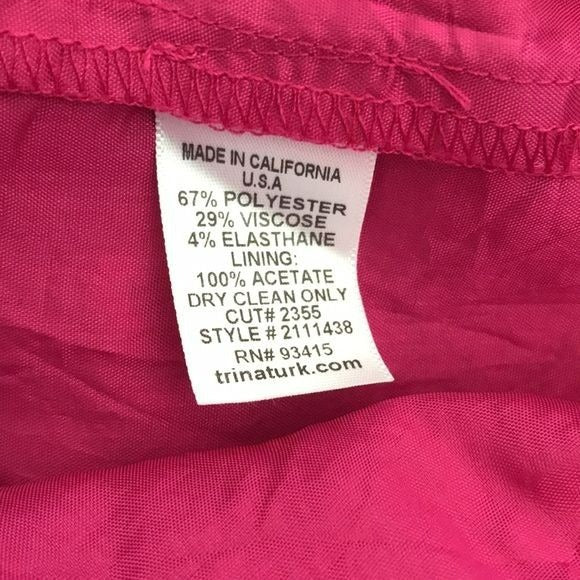 MADE IN CALIFORNIA
U.S.A
67% POLYESTER
29% VISCOSE
4% ELASTHANE
LINING:
100% ACETATE
DRY CLEAN ONLY
CUT# 2355
STYLE # 2111438
RN# 93415
trinaturk.com